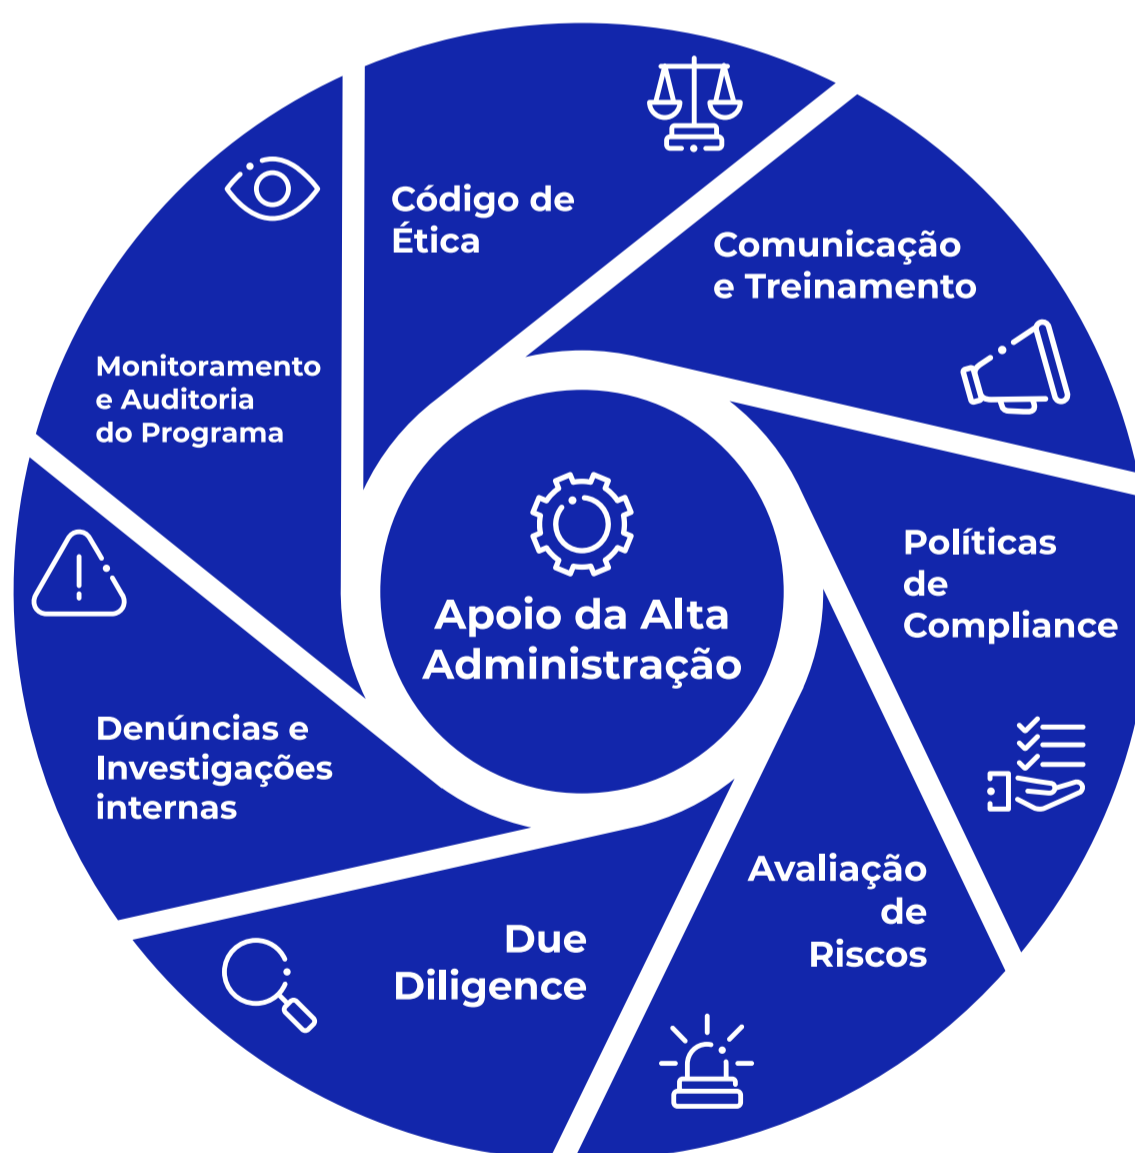 Código de
Ética
Comunicação
e Treinamento
Políticas
de
Compliance
Avaliação
de
Riscos
Due
Diligence
Denúncias e
Investigações
internas
Monitoramento
e Auditoria
do Programa
Apoio da Alta
Administração